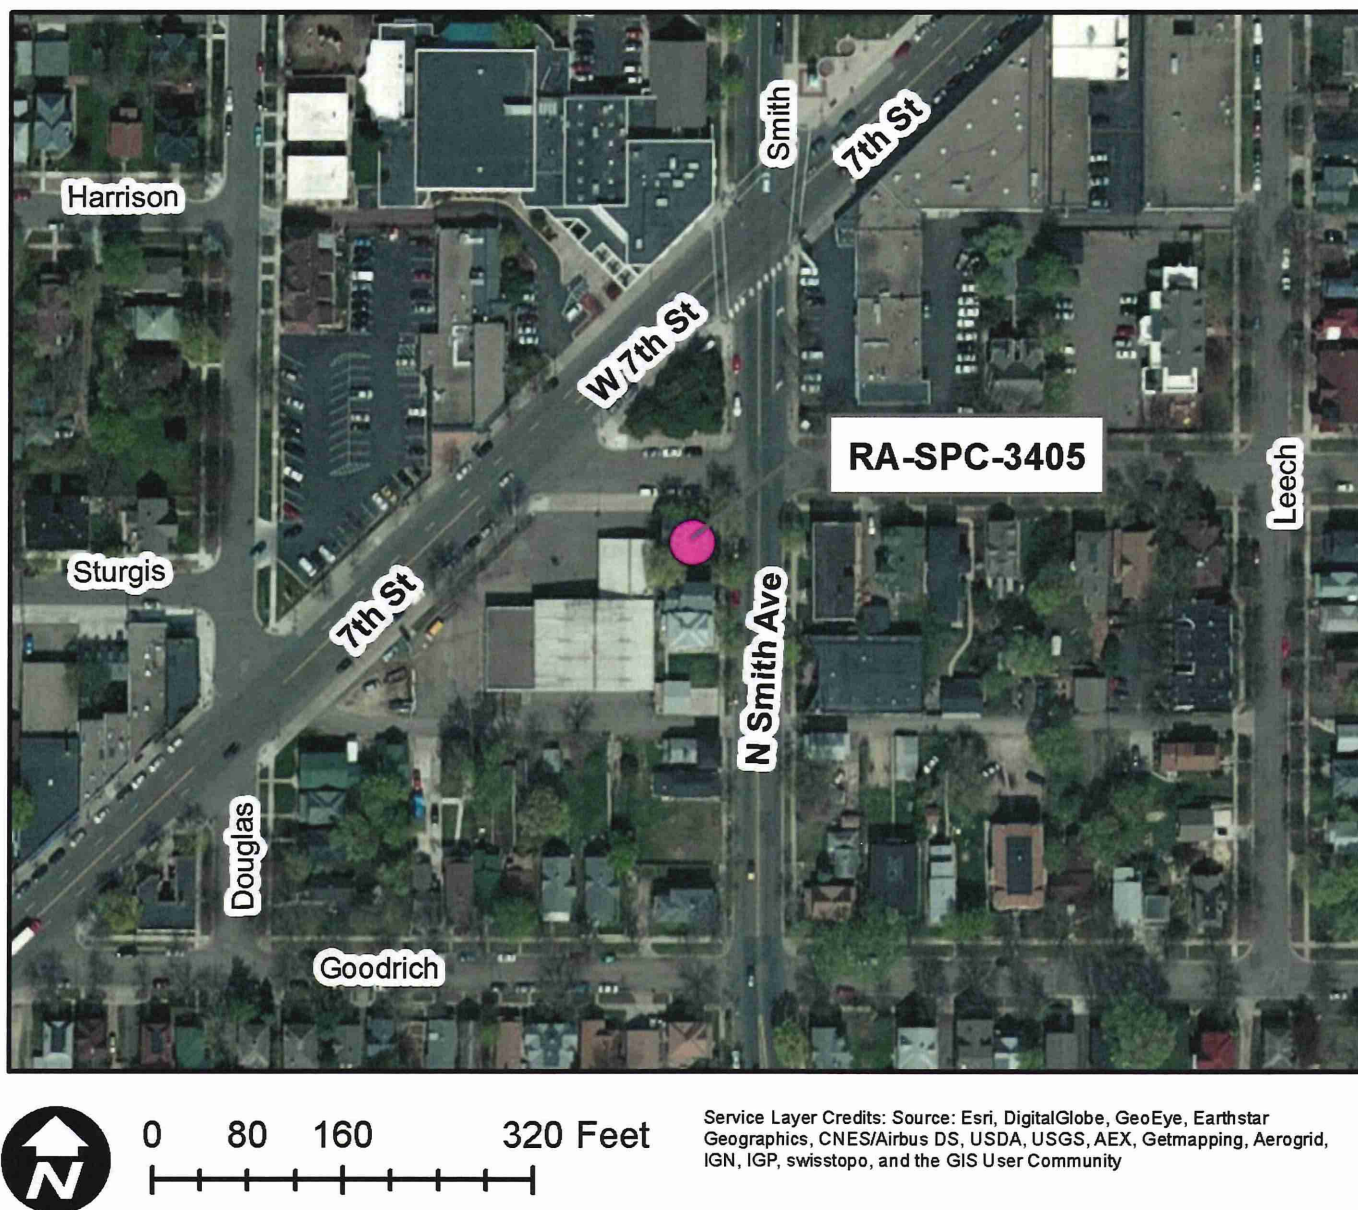 Smith
7th St
Harrison
W 7th St
RA-SPC-3405
Leech
Sturgis
7th St
N Smith Ave
Douglas
Goodrich
N
0 80 160 320 Feet
Service Layer Credits: Source: Esri, DigitalGlobe, GeoEye, Earthstar
Geographics, CNES/Airbus DS, USDA, USGS, AEX, Getmapping, Aerogrid,
IGN, IGP, swisstopo, and the GIS User Community